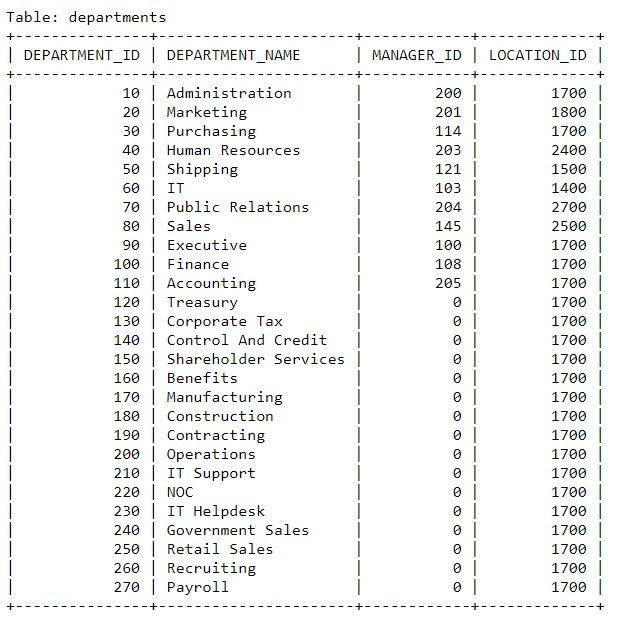 Table: departments
+---------------+----------------------+------------+-------------+
| DEPARTMENT_ID | DEPARTMENT_NAME      | MANAGER_ID | LOCATION_ID |
+---------------+----------------------+------------+-------------+
|            10 | Administration       |        200 |        1700 |
|            20 | Marketing            |        201 |        1800 |
|            30 | Purchasing           |        114 |        1700 |
|            40 | Human Resources      |        203 |        2400 |
|            50 | Shipping             |        121 |        1500 |
|            60 | IT                   |        103 |        1400 |
|            70 | Public Relations     |        204 |        2700 |
|            80 | Sales                |        145 |        2500 |
|            90 | Executive            |        100 |        1700 |
|           100 | Finance              |        108 |        1700 |
|           110 | Accounting           |        205 |        1700 |
|           120 | Treasury             |          0 |        1700 |
|           130 | Corporate Tax        |          0 |        1700 |
|           140 | Control And Credit   |          0 |        1700 |
|           150 | Shareholder Services |          0 |        1700 |
|           160 | Benefits             |          0 |        1700 |
|           170 | Manufacturing        |          0 |        1700 |
|           180 | Construction         |          0 |        1700 |
|           190 | Contracting          |          0 |        1700 |
|           200 | Operations           |          0 |        1700 |
|           210 | IT Support           |          0 |        1700 |
|           220 | NOC                  |          0 |        1700 |
|           230 | IT Helpdesk          |          0 |        1700 |
|           240 | Government Sales     |          0 |        1700 |
|           250 | Retail Sales         |          0 |        1700 |
|           260 | Recruiting           |          0 |        1700 |
|           270 | Payroll              |          0 |        1700 |
+---------------+----------------------+------------+-------------+